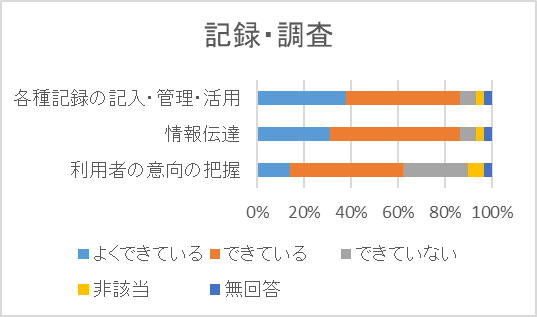 記録・調査
各種記録の記入・管理・活用
情報伝達
利用者の意向の把握
0% 20% 40% 60% 80% 100%
よくできている できている できていない
非該当 無回答